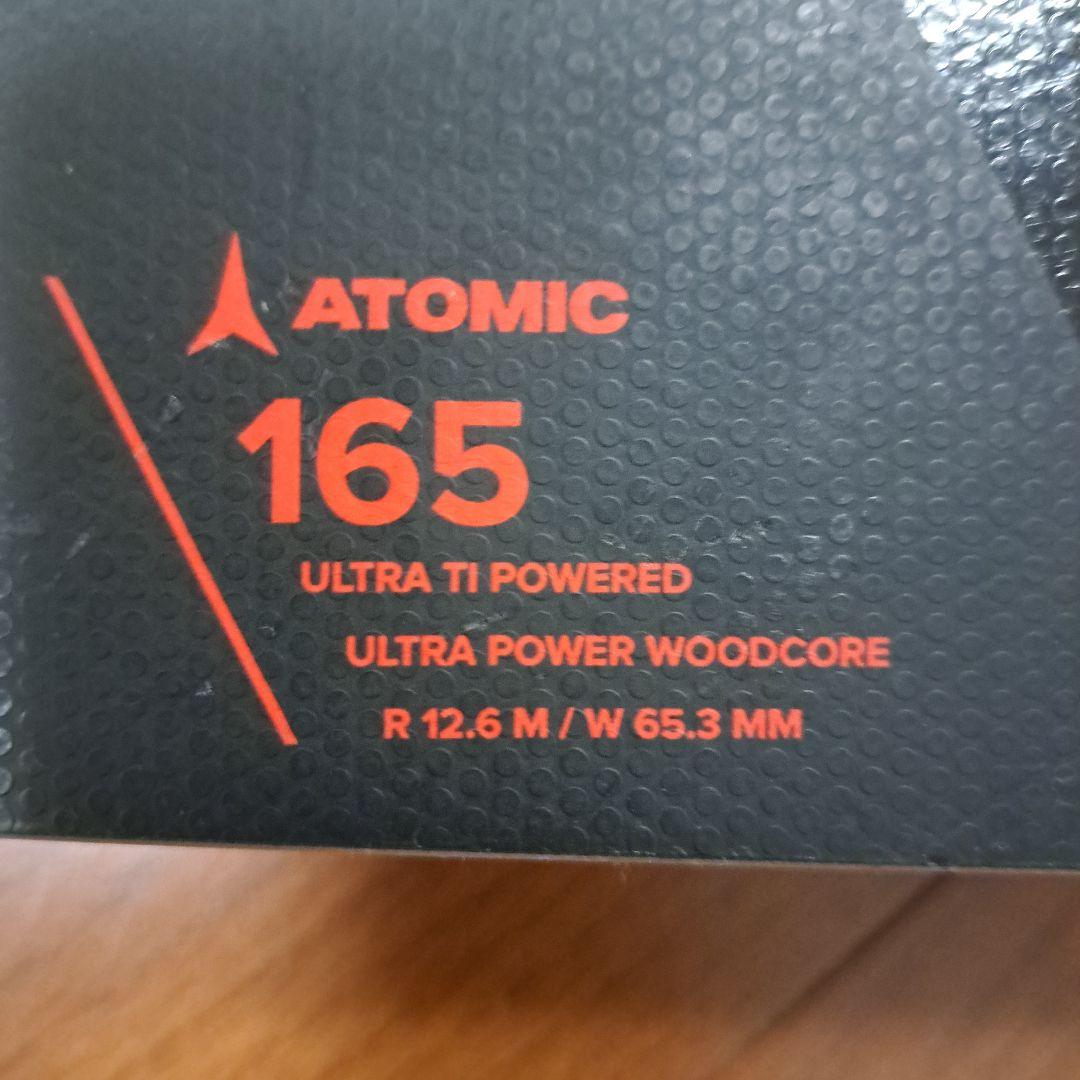 ATOMIC
165
ULTRA TI POWERED
ULTRA POWER WOODCORE
R 12.6 M / W 65.3 MM